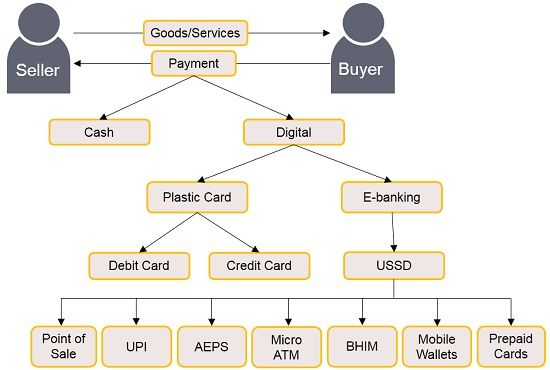 Goods/Services
Seller
Payment
Buyer
Cash
Digital
Plastic Card
E-banking
Debit Card
Credit Card
USSD
Point of
Sale
UPI
AEPS
Micro
ATM
BHIM
Mobile
Wallets
Prepaid
Cards